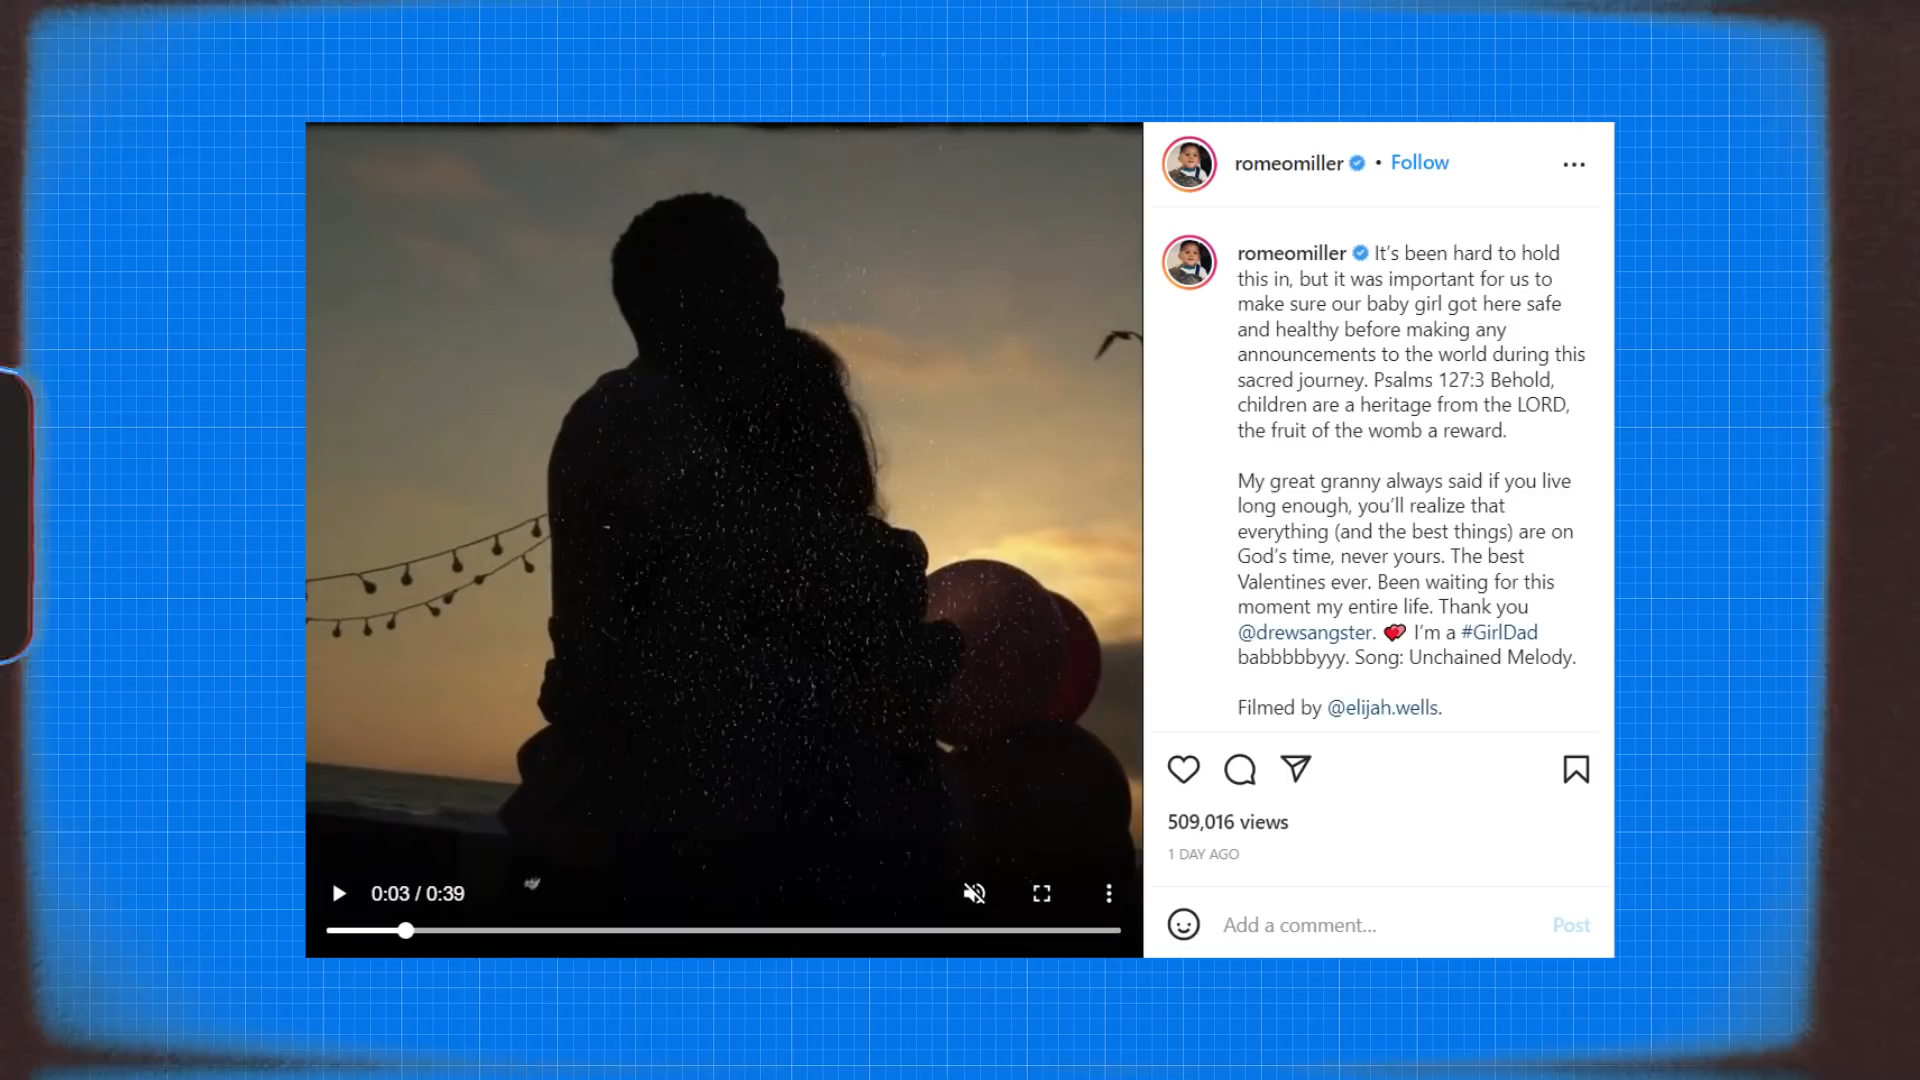 romeomiller • Follow
romeomiller It’s been hard to hold
this in, but it was important for us to
make sure our baby girl got here safe
and healthy before making any
announcements to the world during this
sacred journey. Psalms 127:3 Behold,
children are a heritage from the LORD,
the fruit of the womb a reward.
My great granny always said if you live
long enough, you’ll realize that
everything (and the best things) are on
God’s time, never yours. The best
Valentines ever. Been waiting for this
moment my entire life. Thank you
@drewsangster. 💕 I’m a #GirlDad
babbbbbyyy. Song: Unchained Melody.
Filmed by @elijah.wells.
509,016 views
1 DAY AGO
Add a comment... Post
0:03 / 0:39